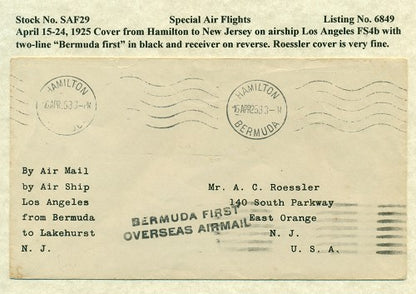 Stock No. SAF29 Special Air Flights Listing No. 6849
April 15-24, 1925 Cover from Hamilton to New Jersey on airship Los Angeles FS4b with
two-line “Bermuda first” in black and receiver on reverse. Roessler cover is very fine.
HAMILTON
HAMILTON
BERMUDA
By Air Mail
by Air Ship
Los Angeles
from Bermuda
to Lakehurst
N. J.
Mr. A. C. Roessler
140 South Parkway
East Orange
N. J.
U. S. A.
BERMUDA FIRST
OVERSEAS AIRMAIL